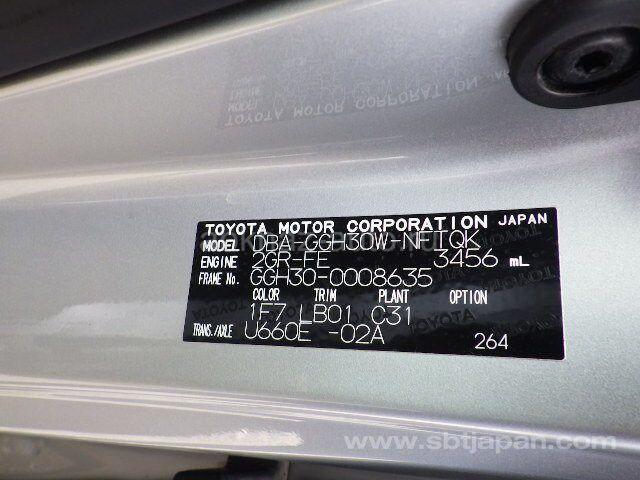 TOYOTA MOTOR CORPORATION JAPAN
MODEL DBA-GGH30W-NFTQK
ENGINE 2GR-FE 3456 mL
FRAME No. GGH30-0008635
COLOR TRIM PLANT OPTION
1F7 LB01 C31
TRANS./AXLE U660E -02A
264
www.sbtjapan.com